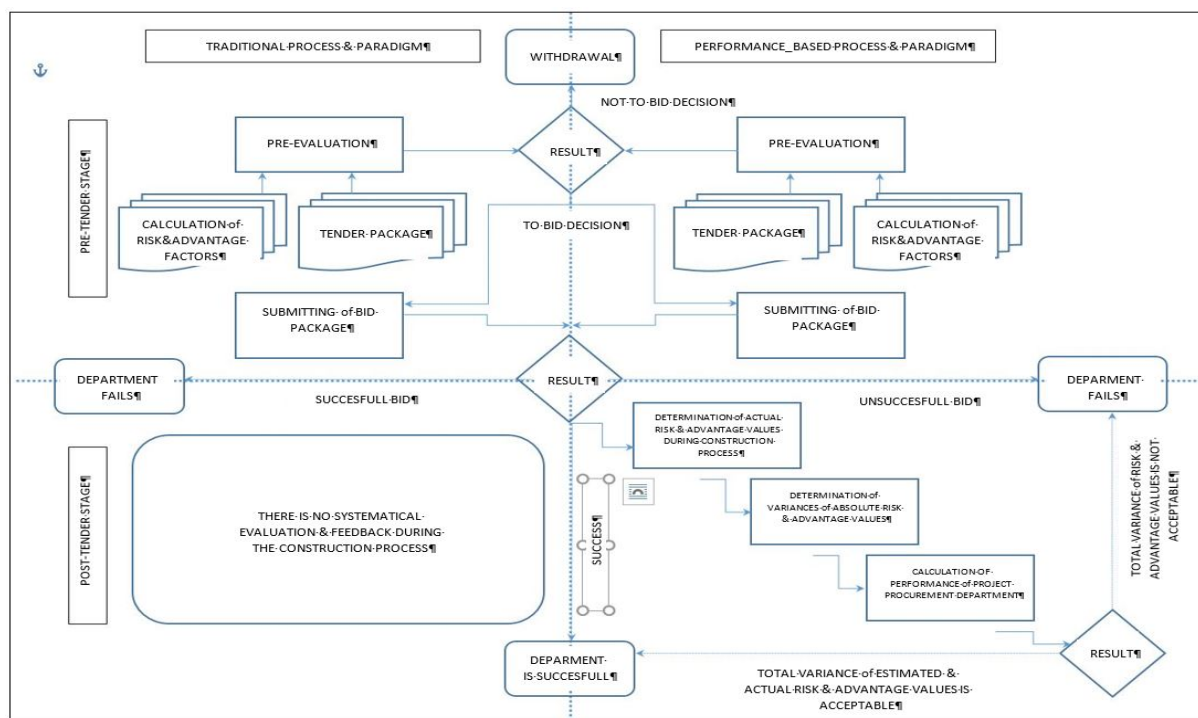 TRADITIONAL·PROCESS·&·PARADIGM¶
WITHDRAWAL¶
PERFORMANCE_BASED·PROCESS·&·PARADIGM¶
NOT·TO·BID·DECISION¶
PRE-TENDER·STAGE¶
PRE-EVALUATION¶
RESULT¶
PRE-EVALUATION¶
CALCULATION·of·
RISK&ADVANTAGE·
FACTORS¶
TENDER·PACKAGE¶
TO·BID·DECISION¶
TENDER·PACKAGE¶
CALCULATION·of·
RISK&ADVANTAGE·
FACTORS¶
SUBMITTING·of·BID·
PACKAGE¶
SUBMITTING·of·BID·
PACKAGE¶
DEPARTMENT·
FAILS¶
RESULT¶
DEPARMENT·
FAILS¶
SUCCESFULL·BID¶
UNSUCCESFULL·BID¶
POST-TENDER·STAGE¶
THERE·IS·NO·SYSTEMATICAL·
EVALUATION·&·FEEDBACK·DURING·
THE·CONSTRUCTION·PROCESS¶
SUCCESS¶
DETERMINATION·of·ACTUAL·
RISK·&·ADVANTAGE·VALUES·
DURING·CONSTRUCTION·
PROCESS¶
DETERMINATION·of·
VARIANCES·of·ABSOLUTE·RISK·
&·ADVANTAGE·VALUES¶
CALCULATION·OF·
PERFORMANCE·of·PROJECT·
PROCUREMENT·DEPARTMENT¶
TOTAL·VARIANCE·of·RISK·&·
ADVANTAGE·VALUES·IS·NOT·
ACCEPTABLE¶
RESULT¶
DEPARMENT·
IS·SUCCESFULL¶
TOTAL·VARIANCE·of·ESTIMATED·&·
ACTUAL·RISK·&·ADVANTAGE·VALUES·IS·
ACCEPTABLE¶